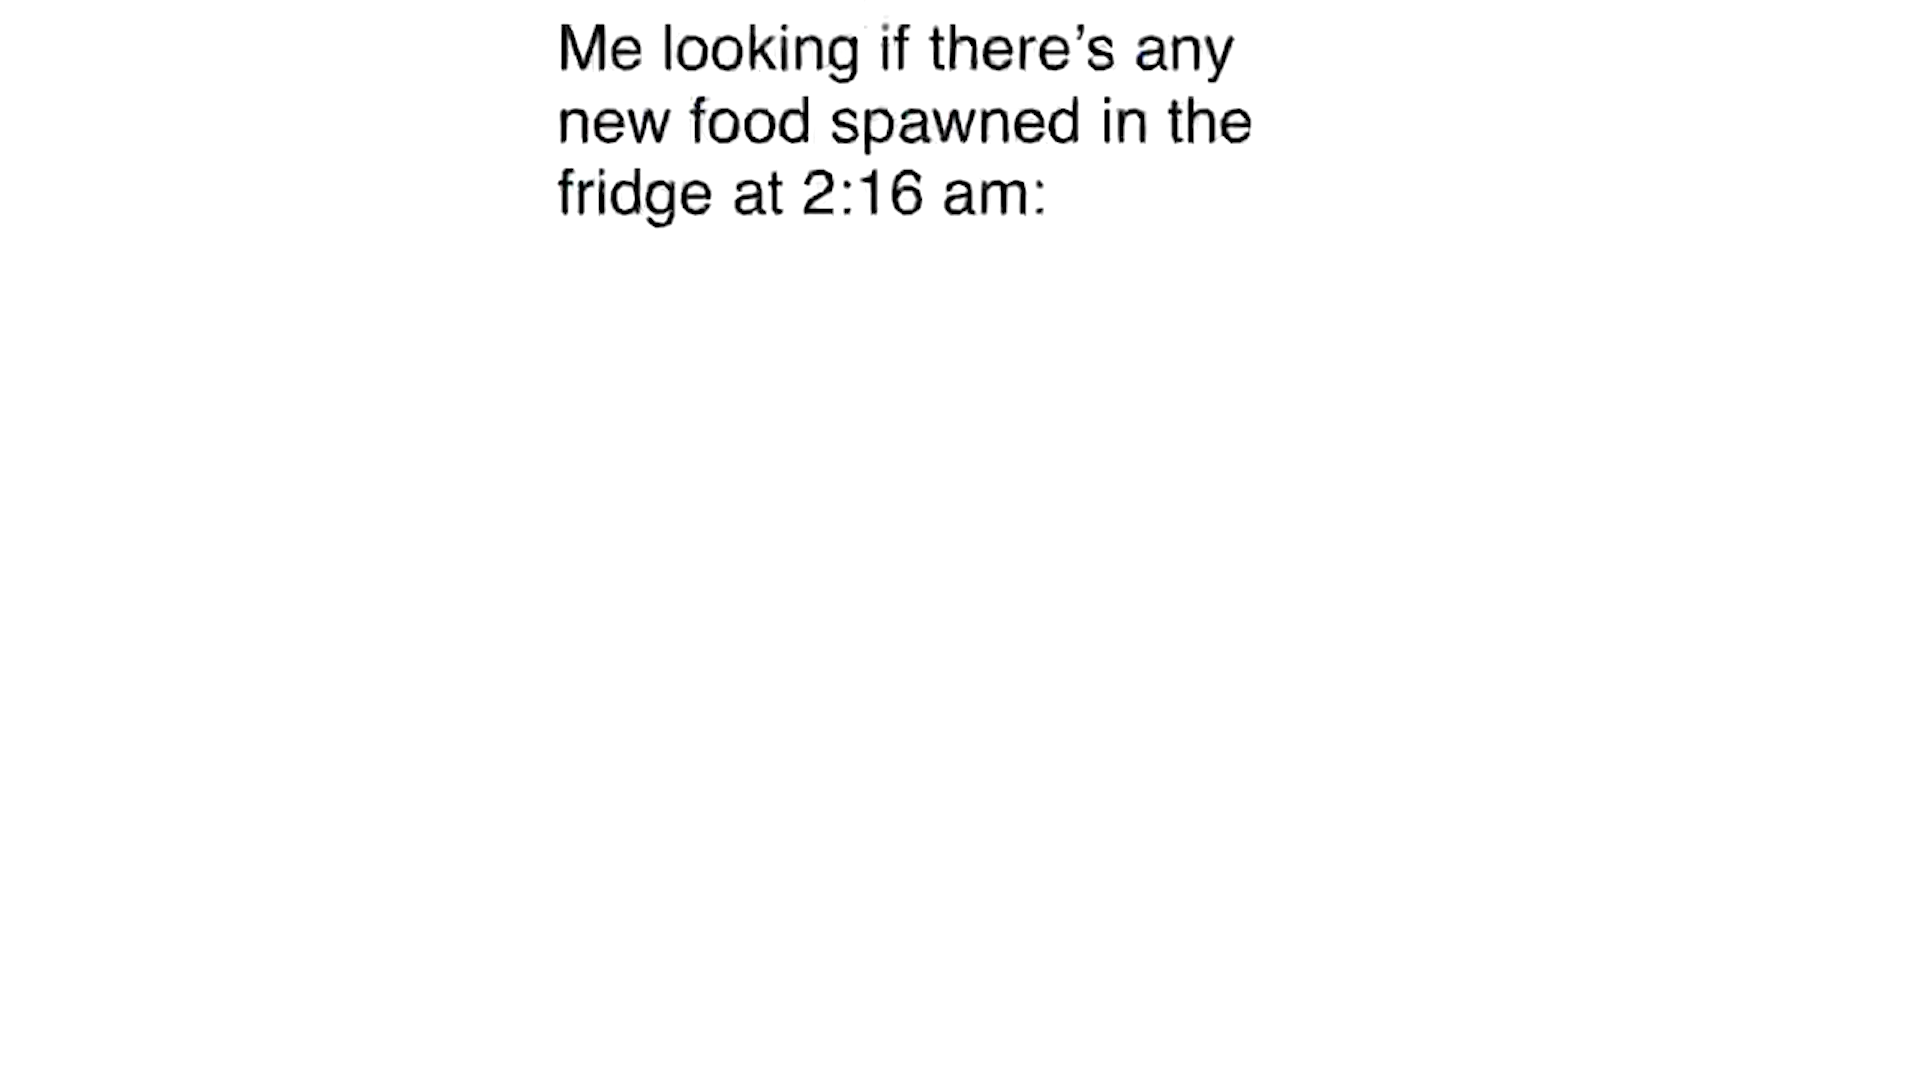 Me looking if there’s any
new food spawned in the
fridge at 2:16 am: